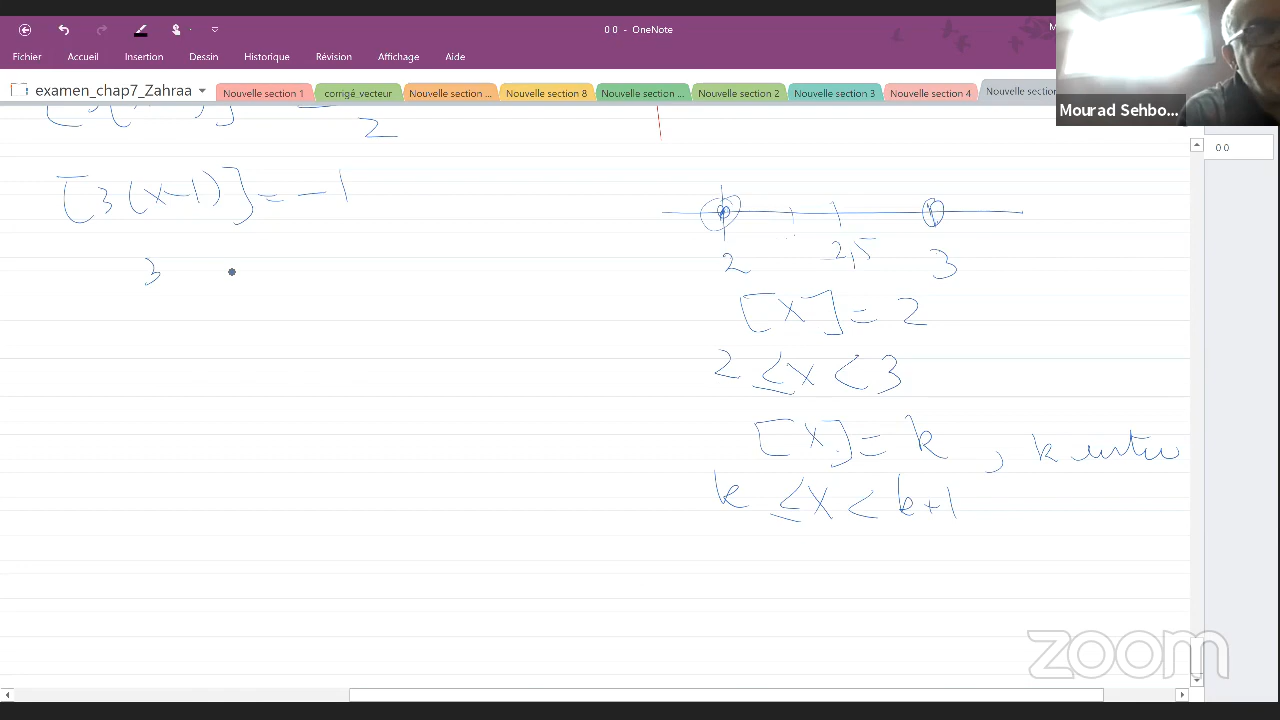 0 0 - OneNote
Fichier Accueil Insertion Dessin Historique Révision Affichage Aide
examen_chap7_Zahraa
Nouvelle section 1 corrigé_vecteur Nouvelle section ... Nouvelle section 8 Nouvelle section ... Nouvelle section 2 Nouvelle section 3 Nouvelle section 4 Nouvelle section
Mourad Sehbo...
0 0
2
[3(x-1)] = -1
3
2 2,5 3
[x] = 2
2 ≤ x < 3
[x] = k , k entier
k ≤ x < k+1
zoom